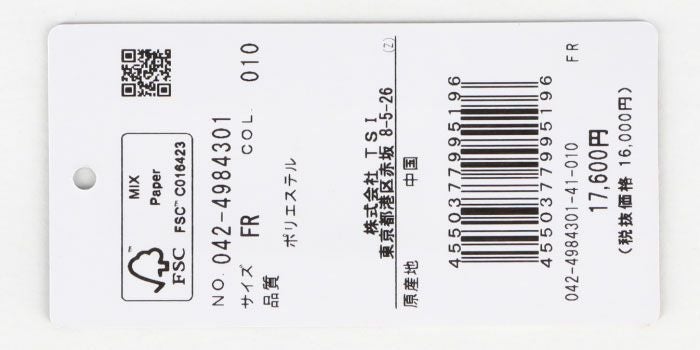 FSC™
MIX
Paper
FSC™ C016423
NO. 042-4984301
サイズ FR COL. 010
品質
ポリエステル
株式会社 TSI
東京都港区赤坂 8-5-26 (Z)
原産地 中国
4550377995196
4550377995196
042-4984301-41-010 FR
17,600円
(税抜価格 16,000円)